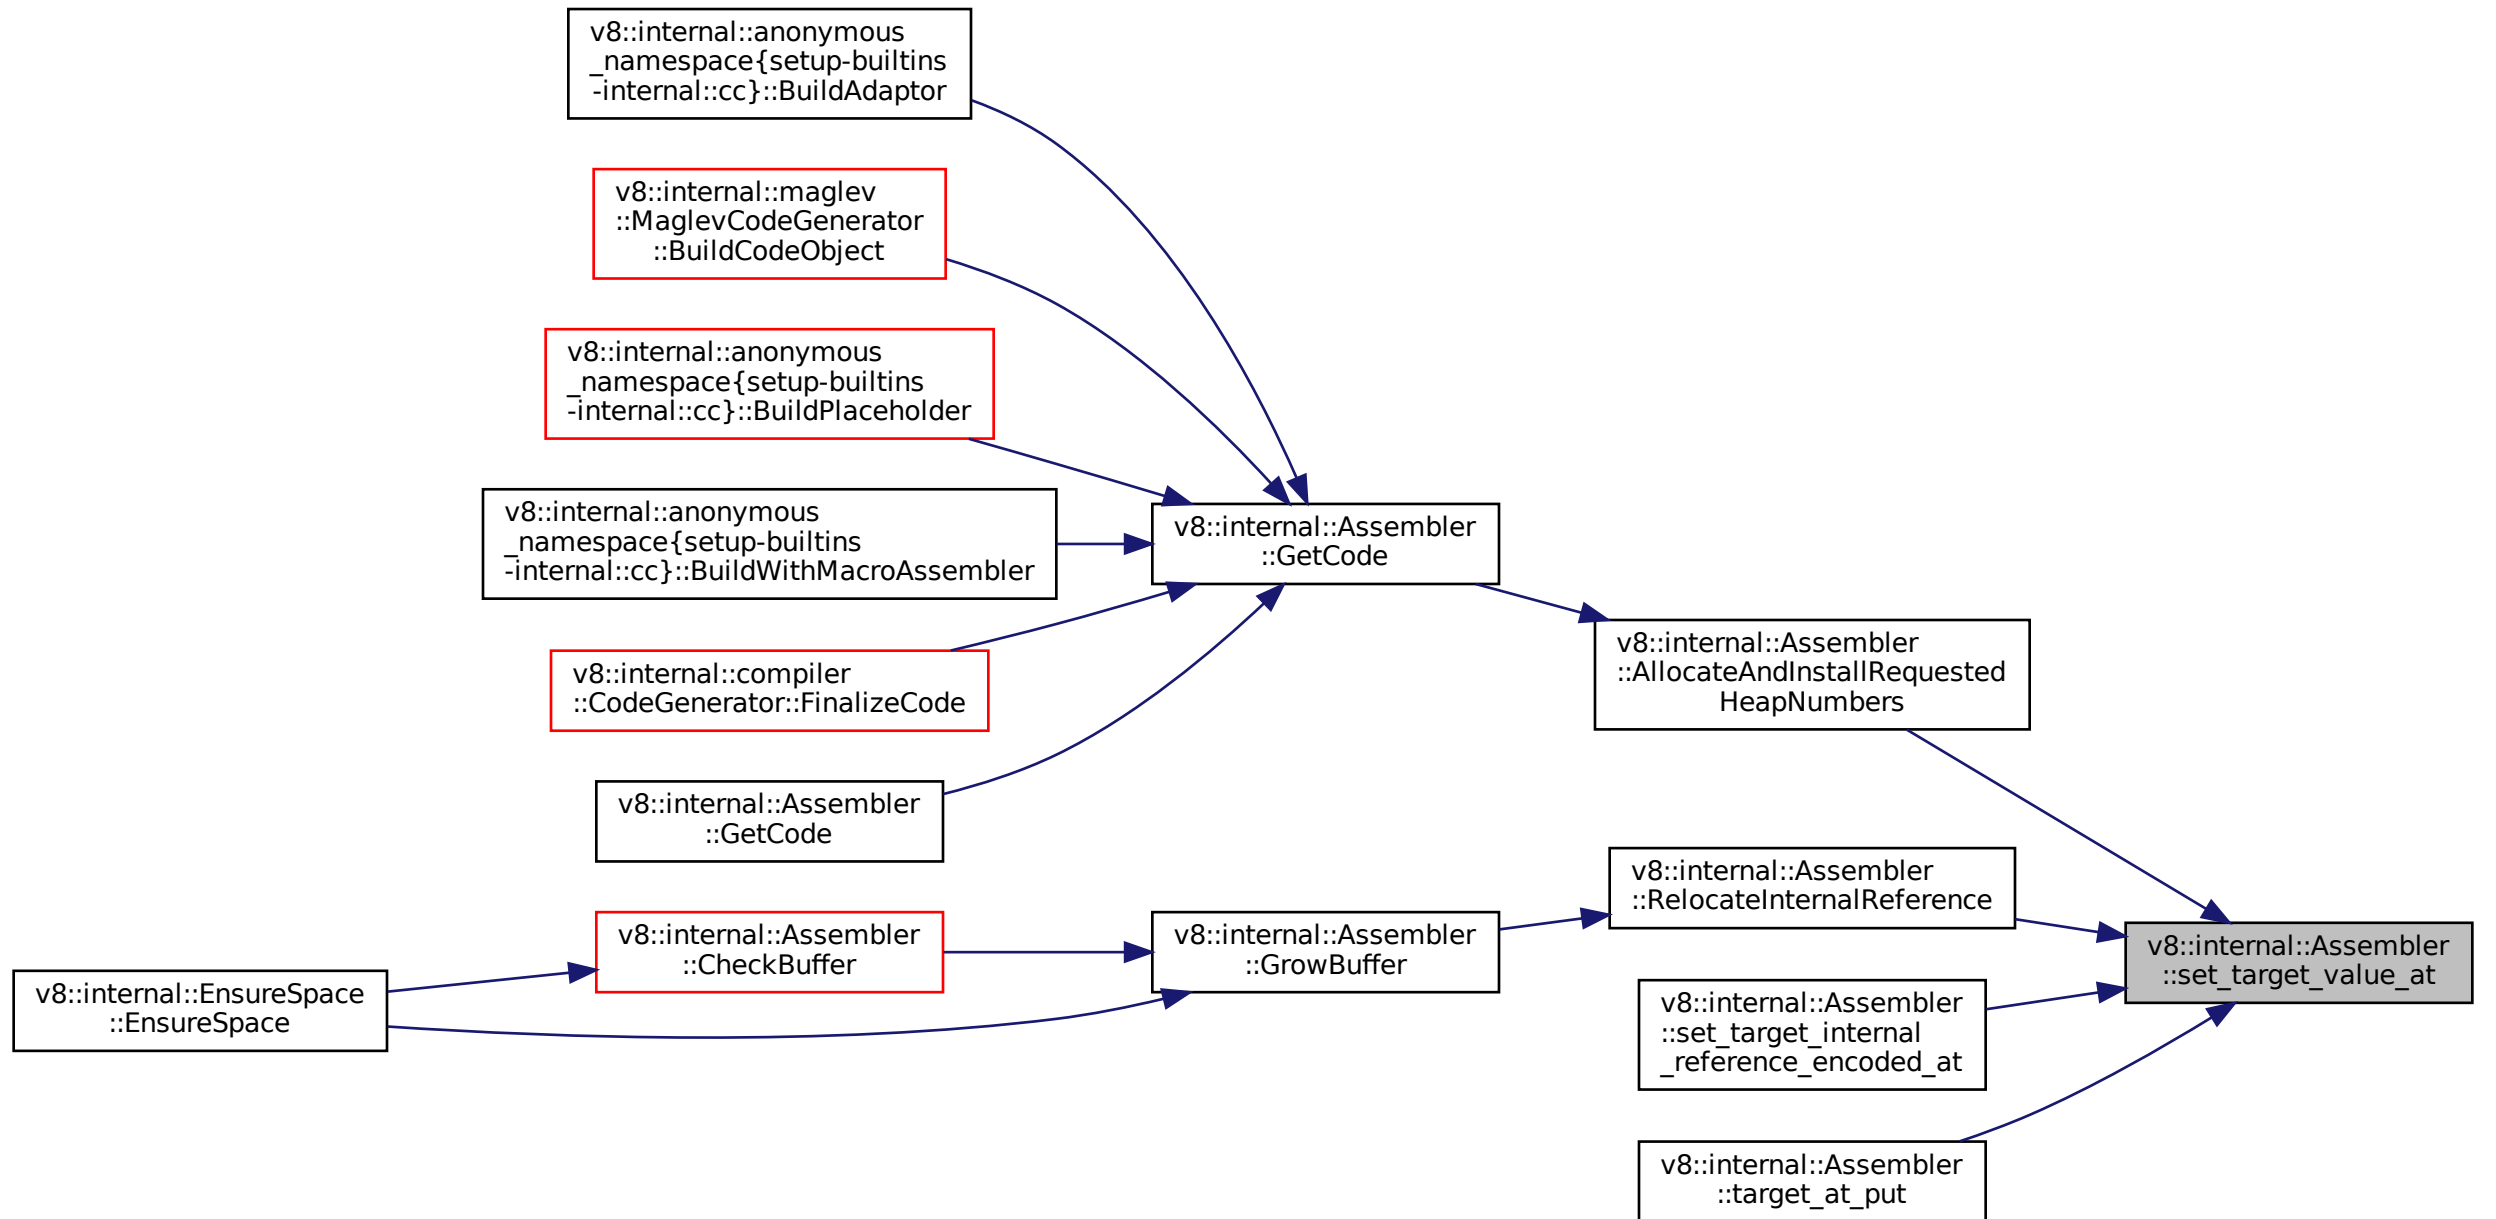 v8::internal::anonymous
_namespace{setup-builtins
-internal::cc}::BuildAdaptor
v8::internal::maglev
::MaglevCodeGenerator
::BuildCodeObject
v8::internal::anonymous
_namespace{setup-builtins
-internal::cc}::BuildPlaceholder
v8::internal::anonymous
_namespace{setup-builtins
-internal::cc}::BuildWithMacroAssembler
v8::internal::Assembler
::GetCode
v8::internal::compiler
::CodeGenerator::FinalizeCode
v8::internal::Assembler
::AllocateAndInstallRequested
HeapNumbers
v8::internal::Assembler
::GetCode
v8::internal::Assembler
::RelocateInternalReference
v8::internal::Assembler
::CheckBuffer
v8::internal::Assembler
::GrowBuffer
v8::internal::Assembler
::set_target_value_at
v8::internal::EnsureSpace
::EnsureSpace
v8::internal::Assembler
::set_target_internal
_reference_encoded_at
v8::internal::Assembler
::target_at_put